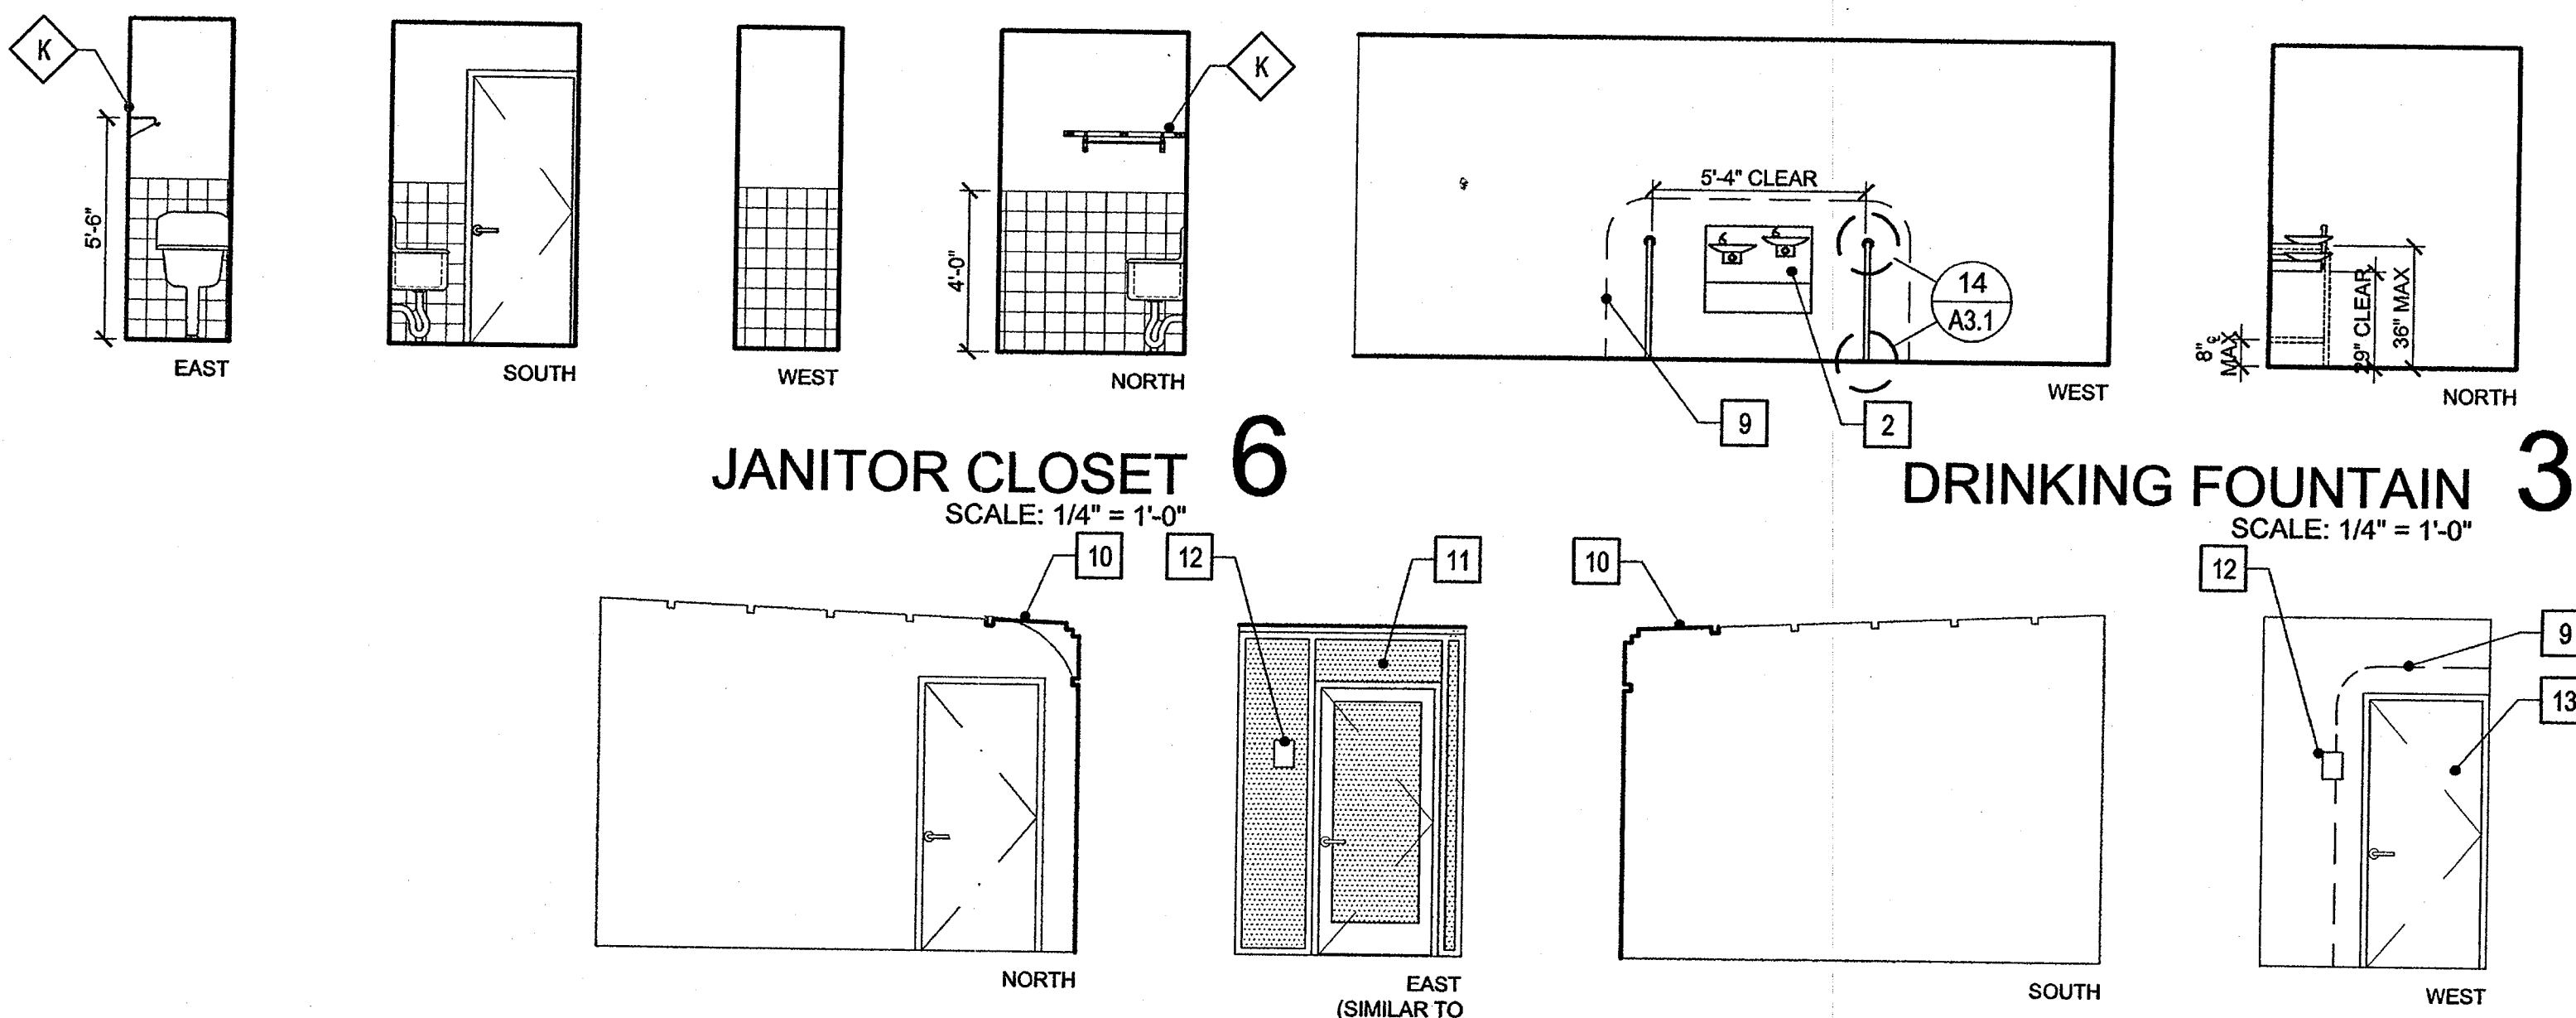 K
5'-6"
EAST
SOUTH
WEST
4'-0"
K
NORTH
JANITOR CLOSET 6
SCALE: 1/4" = 1'-0"
5'-4" CLEAR
14
A3.1
9
2
WEST
8"
MAX
29" CLEAR
36" MAX
NORTH
DRINKING FOUNTAIN 3
SCALE: 1/4" = 1'-0"
10
NORTH
12
11
EAST
(SIMILAR TO
10
SOUTH
12
9
13
WEST